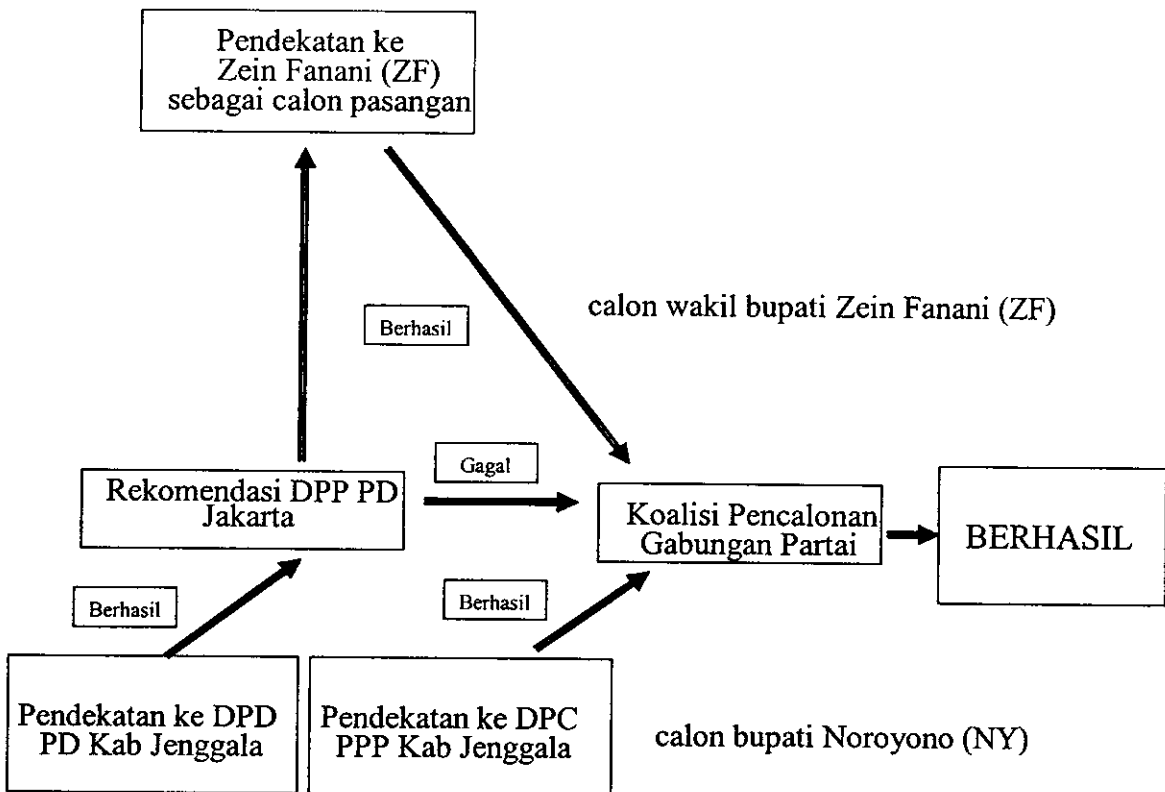 Pendekatan ke
Zein Fanani (ZF)
sebagai calon pasangan
Berhasil
calon wakil bupati Zein Fanani (ZF)
Gagal
Rekomendasi DPP PD
Jakarta
Koalisi Pencalonan
Gabungan Partai
BERHASIL
Berhasil
Berhasil
Pendekatan ke DPD
PD Kab Jenggala
Pendekatan ke DPC
PPP Kab Jenggala
calon bupati Noroyono (NY)